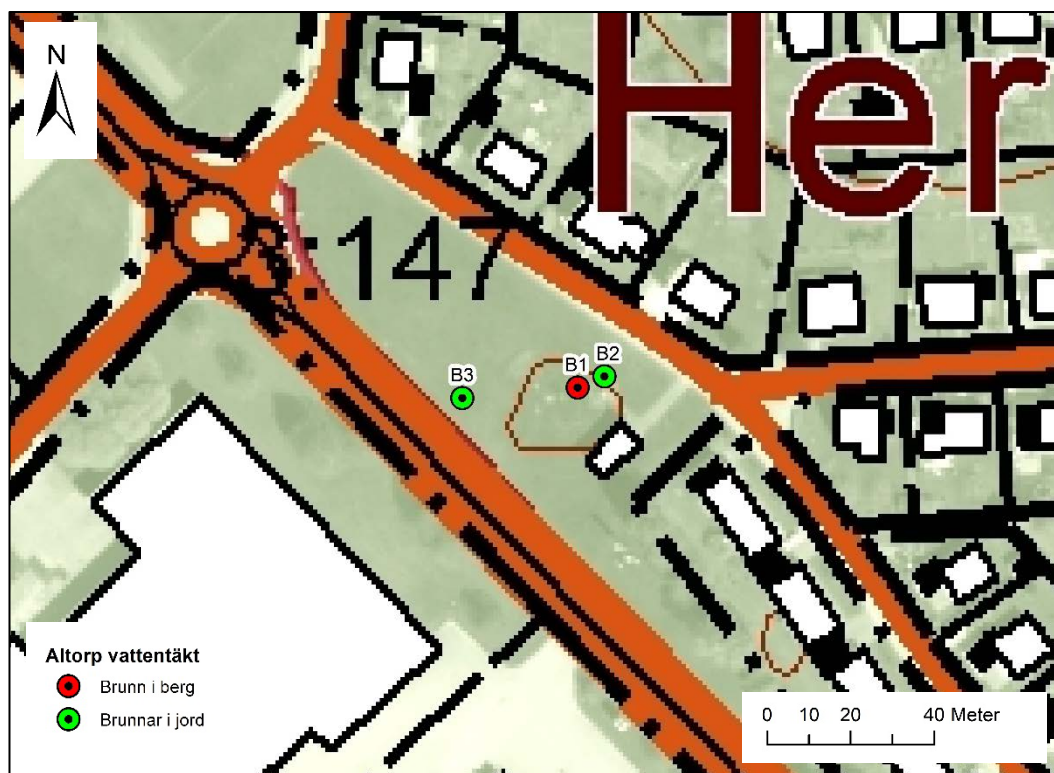 N
Her
147
B3
B1
B2
Altorp vattentäkt
Brunn i berg
Brunnar i jord
0 10 20 40 Meter